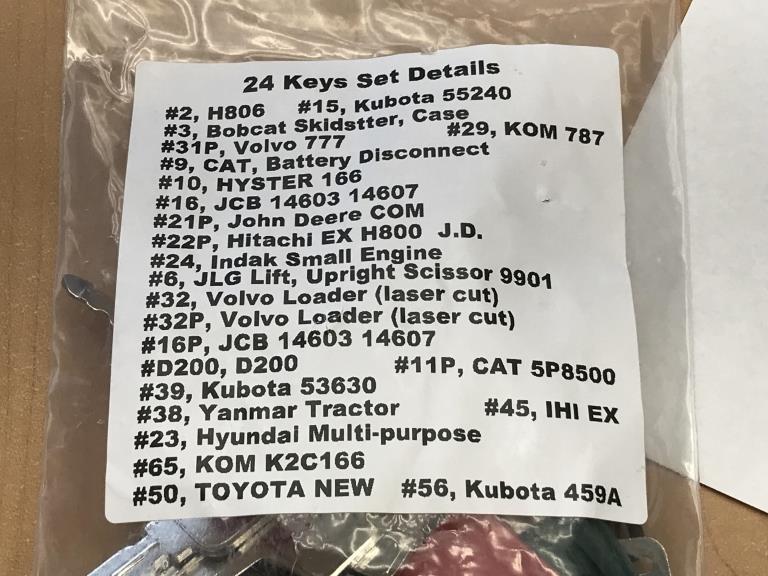 24 Keys Set Details
#2, H806 #15, Kubota 55240
#3, Bobcat Skidstter, Case
#31P, Volvo 777 #29, KOM 787
#9, CAT, Battery Disconnect
#10, HYSTER 166
#16, JCB 14603 14607
#21P, John Deere COM
#22P, Hitachi EX H800 J.D.
#24, Indak Small Engine
#6, JLG Lift, Upright Scissor 9901
#32, Volvo Loader (laser cut)
#32P, Volvo Loader (laser cut)
#16P, JCB 14603 14607
#D200, D200 #11P, CAT 5P8500
#39, Kubota 53630
#38, Yanmar Tractor #45, IHI EX
#23, Hyundai Multi-purpose
#65, KOM K2C166
#50, TOYOTA NEW #56, Kubota 459A